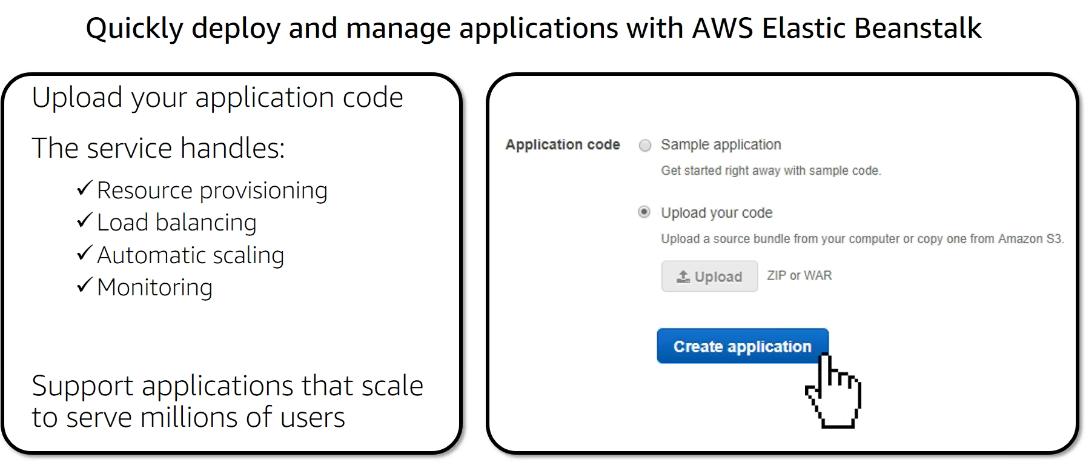 Quickly deploy and manage applications with AWS Elastic Beanstalk
Upload your application code
The service handles:
✓Resource provisioning
✓Load balancing
✓Automatic scaling
✓Monitoring
Support applications that scale
to serve millions of users
Application code
Sample application
Get started right away with sample code.
Upload your code
Upload a source bundle from your computer or copy one from Amazon S3.
Upload
ZIP or WAR
Create application